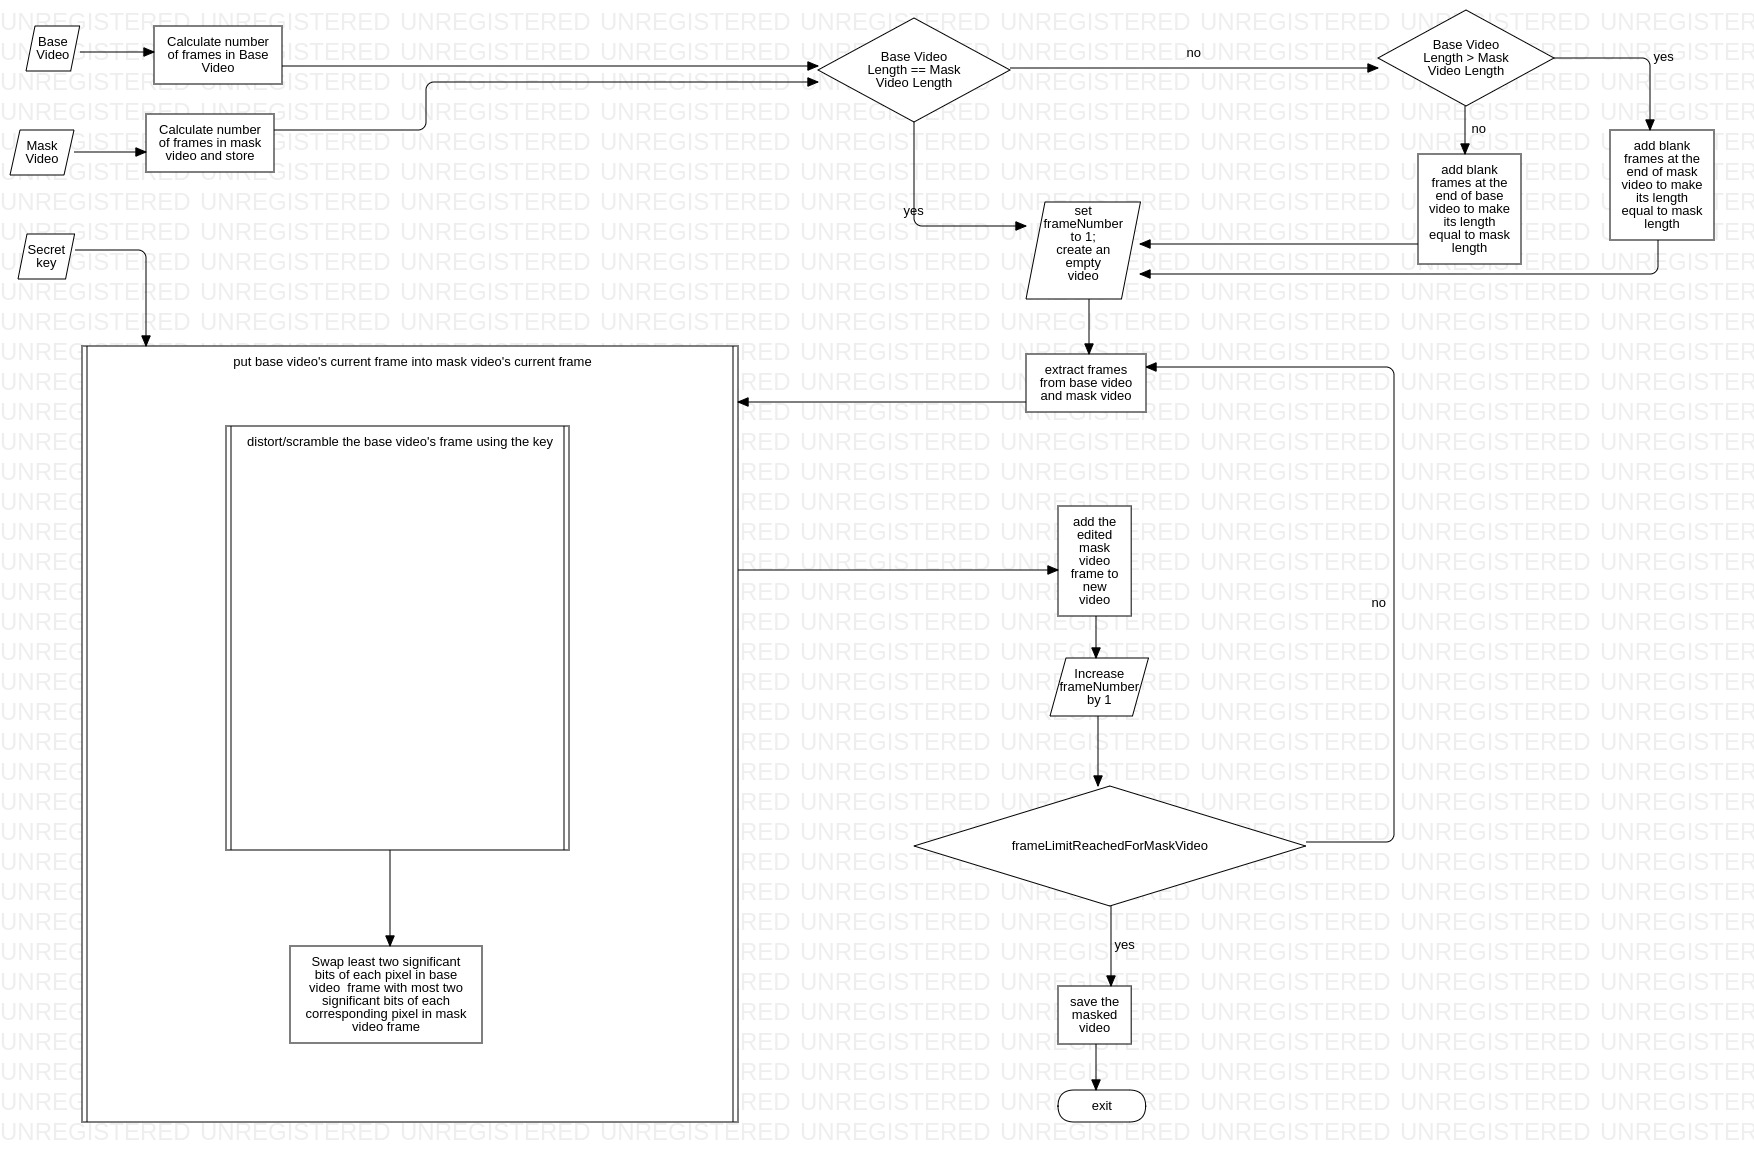 Base
Video
Calculate number
of frames in Base
Video
Base Video
Length == Mask
Video Length
no
Base Video
Length > Mask
Video Length
yes
Mask
Video
Calculate number
of frames in mask
video and store
no
add blank
frames at the
end of base
video to make
its length
equal to mask
length
add blank
frames at the
end of mask
video to make
its length
equal to mask
length
yes
set
frameNumber
to 1;
create an
empty
video
Secret
key
put base video's current frame into mask video's current frame
extract frames
from base video
and mask video
distort/scramble the base video's frame using the key
add the
edited
mask
video
frame to
new
video
no
Increase
frameNumber
by 1
frameLimitReachedForMaskVideo
yes
Swap least two significant
bits of each pixel in base
video  frame with most two
significant bits of each
corresponding pixel in mask
video frame
save the
masked
video
exit
UNREGISTERED